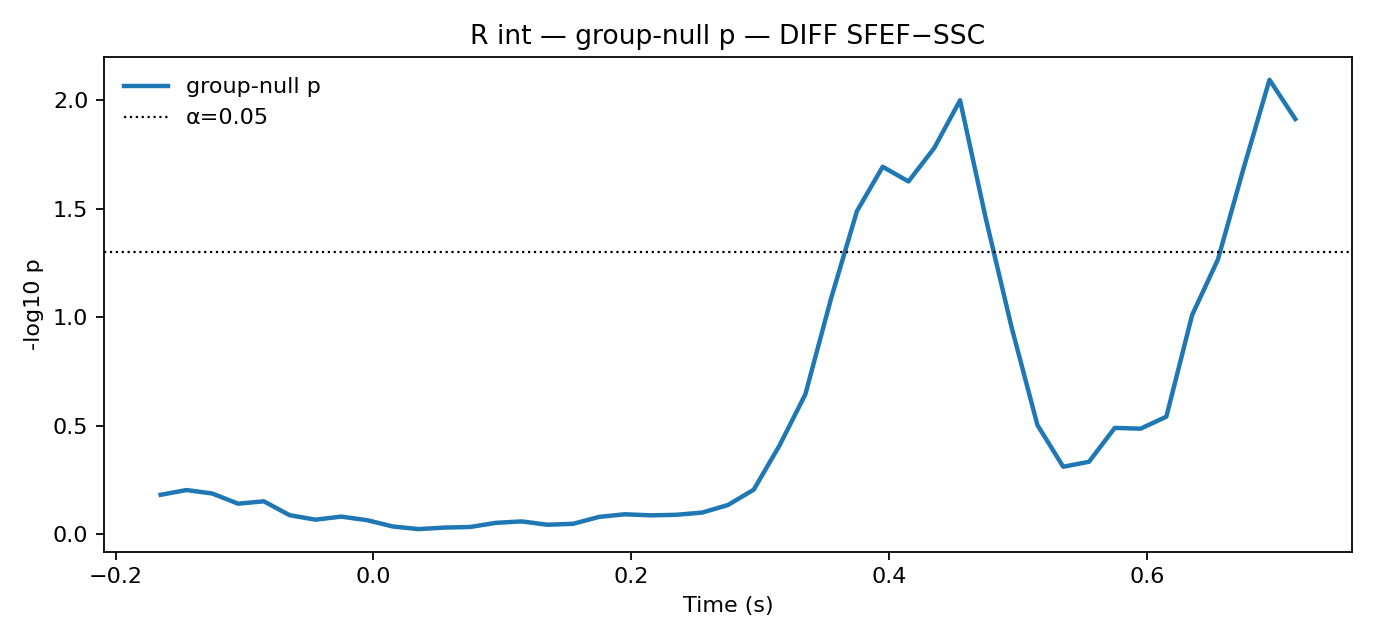 R int — group-null p — DIFF SFEF−SSC
group-null p
α=0.05
-log10 p
2.0
1.5
1.0
0.5
0.0
−0.2
0.0
0.2
0.4
0.6
Time (s)